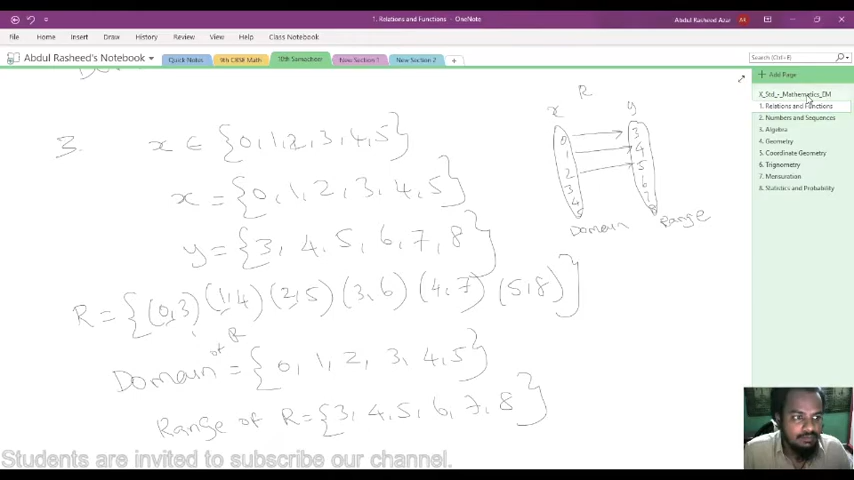 1. Relations and Functions - OneNote
Abdul Rasheed Azar AR
File Home Insert Draw History Review View Help Class Notebook
Abdul Rasheed's Notebook
Quick Notes 9th CBSE Math 10th Samacheer New Section 1 New Section 2 +
Search (Ctrl+E)
Add Page
X_Std_-_Mathematics_EM
1. Relations and Functions
2. Numbers and Sequences
3. Algebra
4. Geometry
5. Coordinate Geometry
6. Trignometry
7. Mensuration
8. Statistics and Probability
3. x ∈ {0,1,2,3,4,5}
x = {0, 1, 2, 3, 4, 5}
y = {3, 4, 5, 6, 7, 8}
R = {(0,3) (1,4) (2,5) (3,6) (4,7) (5,8)}
Domain of R = {0, 1, 2, 3, 4, 5}
Range of R = {3, 4, 5, 6, 7, 8}
R
x y
0 3
1 4
2 5
3 6
4 7
5 8
Domain Range
Students are invited to subscribe our channel.